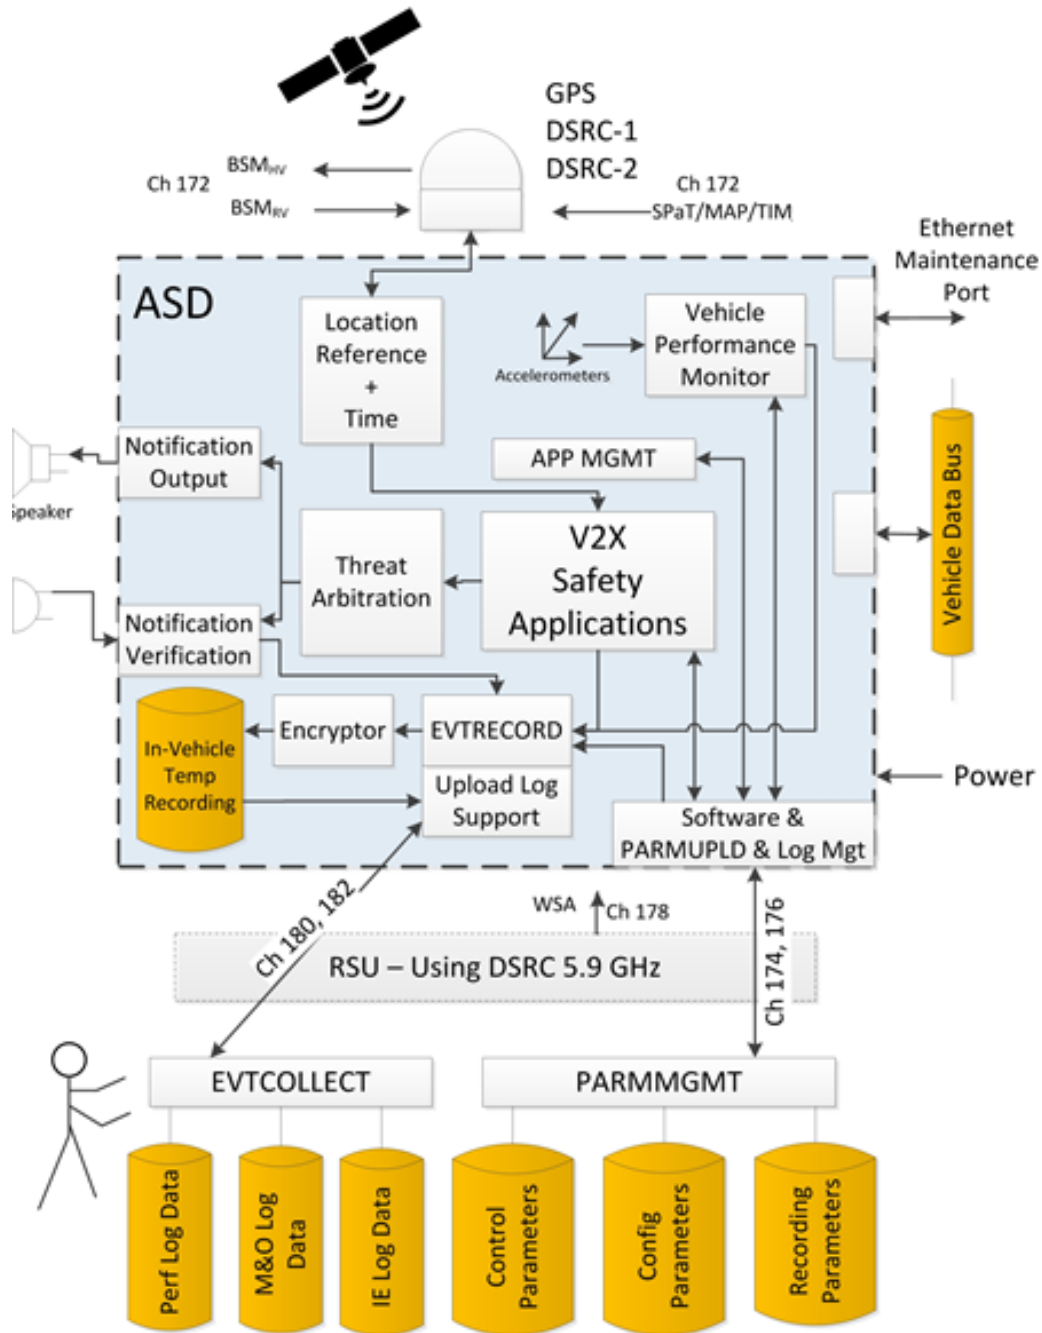 GPS
DSRC-1
DSRC-2
Ch 172
BSMHV
BSMRV
Ch 172
SPaT/MAP/TIM
Ethernet
Maintenance
Port
ASD
Location
Reference
+
Time
Accelerometers
Vehicle
Performance
Monitor
Notification
Output
Speaker
APP MGMT
Threat
Arbitration
V2X
Safety
Applications
Vehicle Data Bus
Notification
Verification
In-Vehicle
Temp
Recording
Encryptor
EVTRECORD
Upload Log
Support
Software &
PARMUPLD & Log Mgt
Power
WSA
Ch 178
Ch 180, 182
Ch 174, 176
RSU – Using DSRC 5.9 GHz
EVTCOLLECT
PARMMGMT
Perf Log Data
M&O Log
Data
IE Log Data
Control
Parameters
Config
Parameters
Recording
Parameters